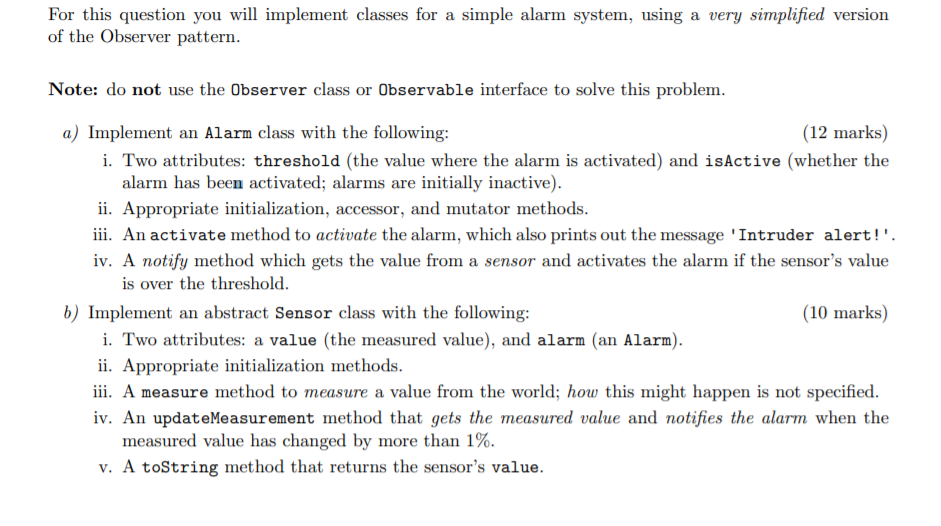 For this question you will implement classes for a simple alarm system, using a very simplified version
of the Observer pattern.
Note: do not use the Observer class or Observable interface to solve this problem.
a) Implement an Alarm class with the following: (12 marks)
i. Two attributes: threshold (the value where the alarm is activated) and isActive (whether the
alarm has been activated; alarms are initially inactive).
ii. Appropriate initialization, accessor, and mutator methods.
iii. An activate method to activate the alarm, which also prints out the message 'Intruder alert!'.
iv. A notify method which gets the value from a sensor and activates the alarm if the sensor's value
is over the threshold.
b) Implement an abstract Sensor class with the following: (10 marks)
i. Two attributes: a value (the measured value), and alarm (an Alarm).
ii. Appropriate initialization methods.
iii. A measure method to measure a value from the world; how this might happen is not specified.
iv. An updateMeasurement method that gets the measured value and notifies the alarm when the
measured value has changed by more than 1%.
v. A toString method that returns the sensor's value.